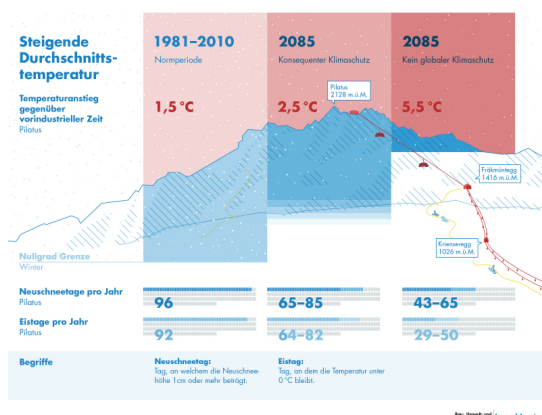 Steigende
Durchschnitts-
temperatur
Temperaturanstieg
gegenüber
vorindustrieller Zeit
Pilatus
1981–2010
Normperiode
1,5 °C
2085
Konsequenter Klimaschutz
2,5 °C
2085
Kein globaler Klimaschutz
5,5 °C
Pilatus
2128 m.ü.M.
Fräkmüntegg
1416 m.ü.M.
Krienseregg
1026 m.ü.M.
Nullgrad Grenze
Winter
Neuschneetage pro Jahr
Pilatus
96
65–85
43–65
Eistage pro Jahr
Pilatus
92
64–82
29–50
Begriffe
Neuschneetag:
Tag, an welchem die Neuschnee-
höhe 1cm oder mehr beträgt.
Eistag:
Tag, an dem die Temperatur unter
0 °C bleibt.